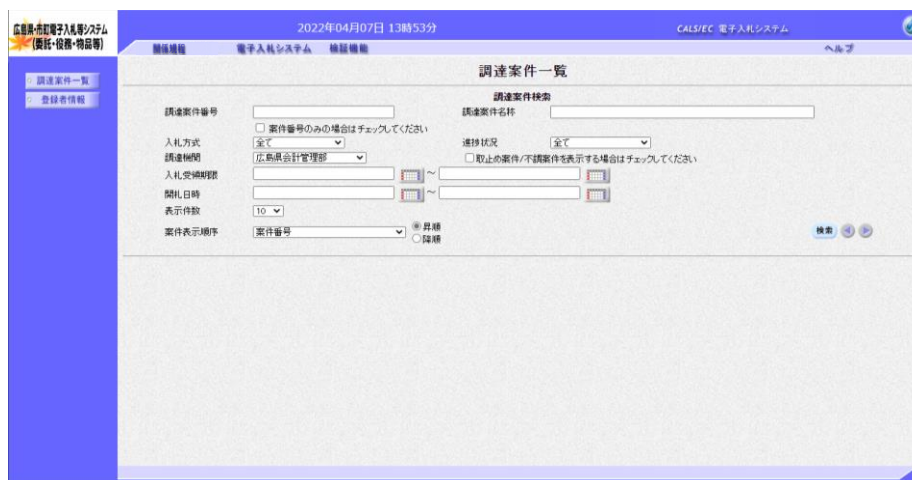 広島県・市町電子入札等システム
(委託・役務・物品等)
2022年04月07日 13時53分
CALS/EC 電子入札システム
関係情報
電子入札システム
検証機能
ヘルプ
調達案件一覧
登録者情報
調達案件一覧
調達案件検索
調達案件番号
調達案件名称
案件番号のみの場合はチェックしてください
入札方式 全て
進捗状況 全て
調達機関 広島県会計管理部
取止め案件/不調案件を表示する場合はチェックしてください
入札受領期限 ~
開札日時 ~
表示件数 10
案件表示順序 案件番号
昇順
降順
検索